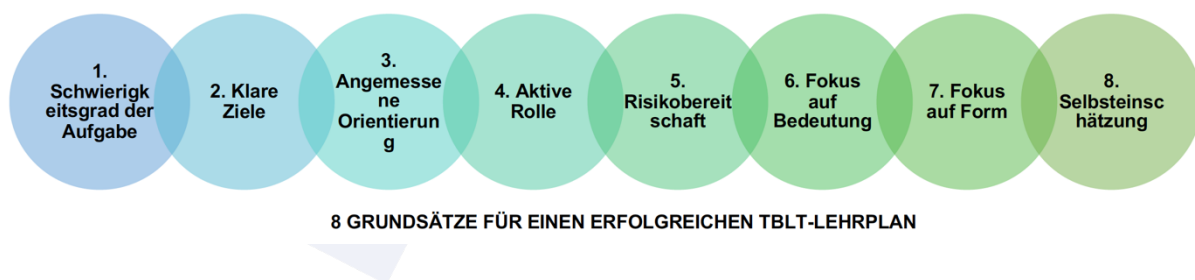 1.
Schwierigk
eitsgrad der
Aufgabe
2. Klare
Ziele
3.
Angemesse
ne
Orientierun
g
4. Aktive
Rolle
5.
Risikobereit
schaft
6. Fokus
auf
Bedeutung
7. Fokus
auf Form
8.
Selbsteinsc
hätzung
8 GRUNDSÄTZE FÜR EINEN ERFOLGREICHEN TBLT-LEHRPLAN